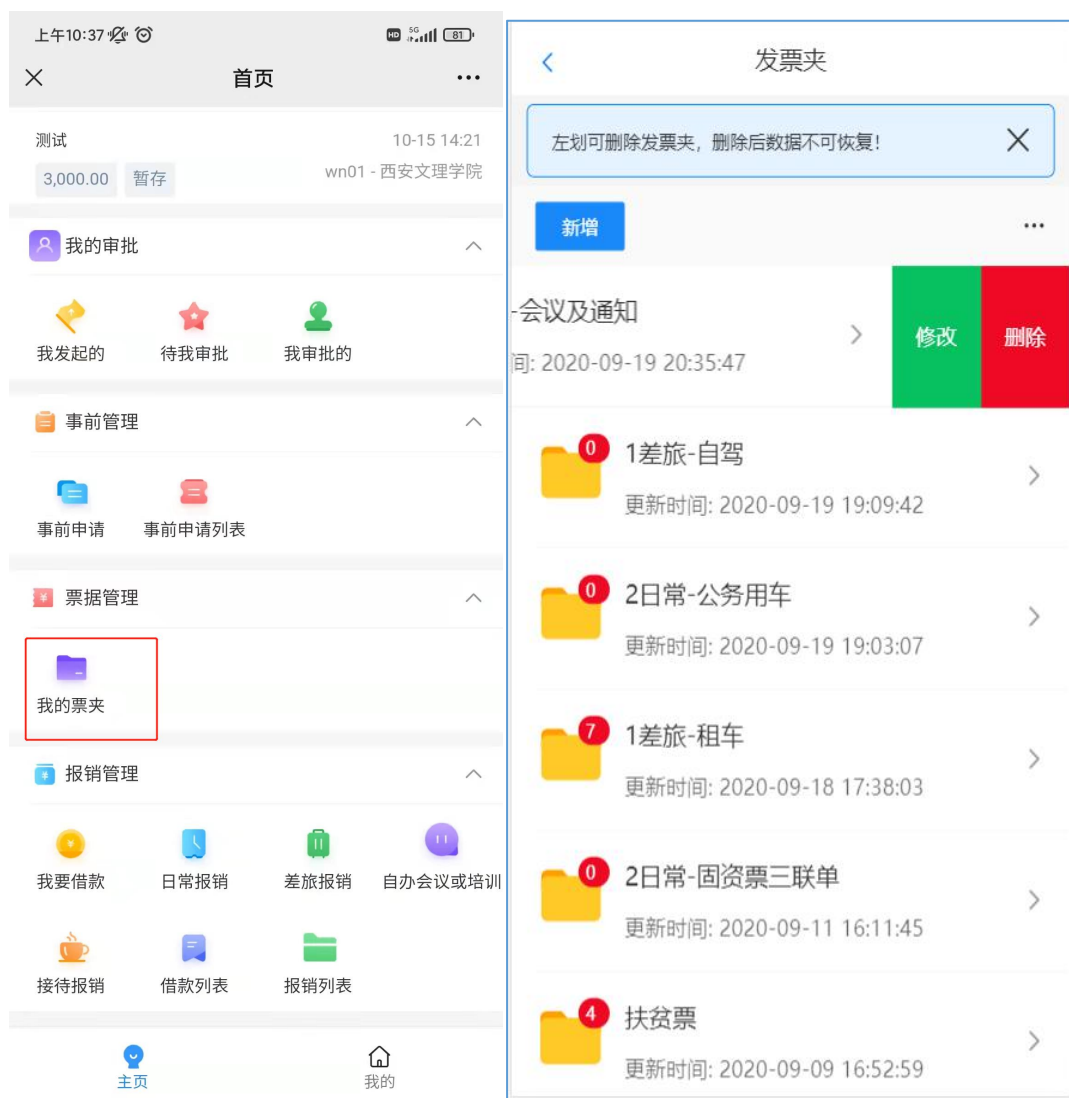 上午10:37
HD 5G 81
首页
测试 10-15 14:21
3,000.00 暂存 wn01 - 西安文理学院
我的审批
我发起的 待我审批 我审批的
事前管理
事前申请 事前申请列表
票据管理
我的票夹
报销管理
我要借款 日常报销 差旅报销 自办会议或培训
接待报销 借款列表 报销列表
主页 我的
发票夹
左划可删除发票夹，删除后数据不可恢复！
新增
-会议及通知
间: 2020-09-19 20:35:47
修改 删除
0 1差旅-自驾
更新时间: 2020-09-19 19:09:42
0 2日常-公务用车
更新时间: 2020-09-19 19:03:07
7 1差旅-租车
更新时间: 2020-09-18 17:38:03
0 2日常-固资票三联单
更新时间: 2020-09-11 16:11:45
4 扶贫票
更新时间: 2020-09-09 16:52:59